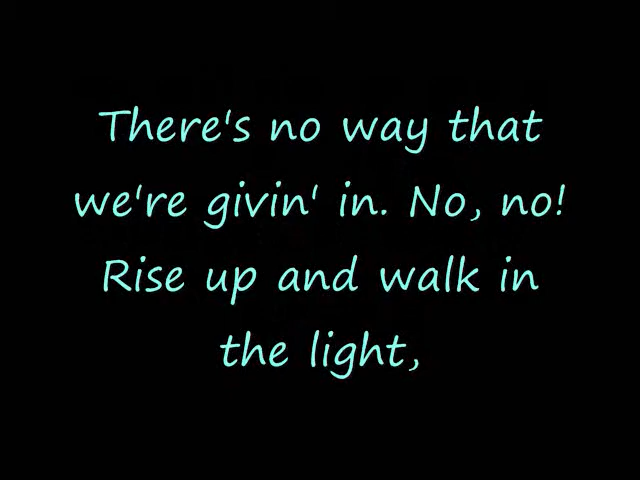 There's no way that
we're givin' in. No, no!
Rise up and walk in
the light,